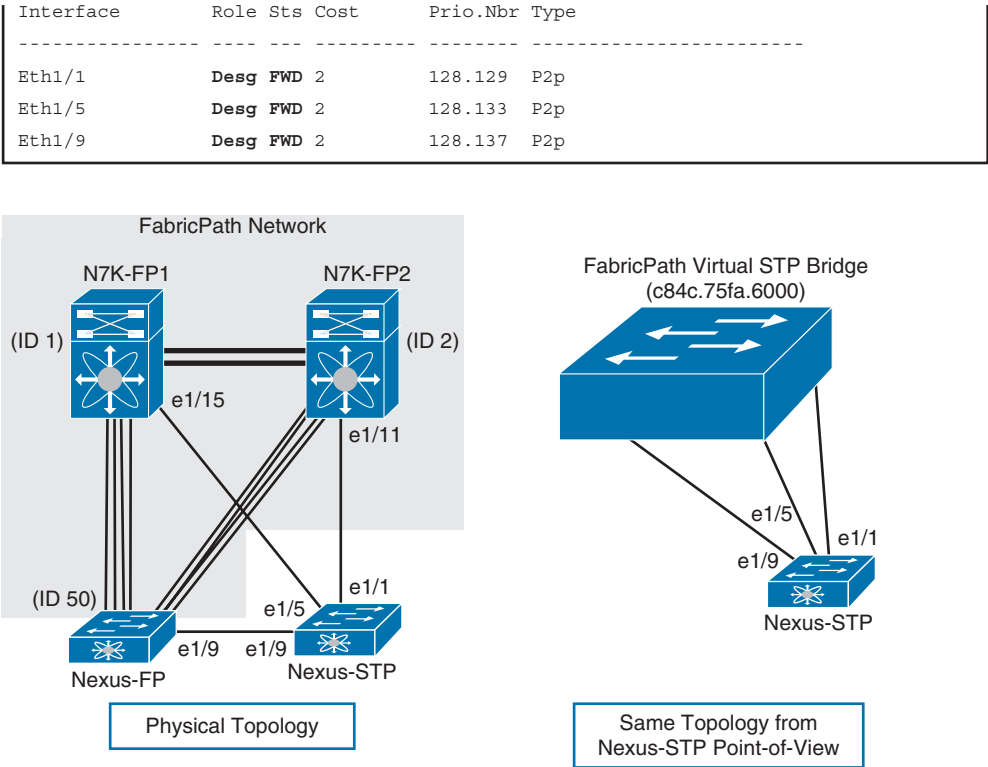 Interface Role Sts Cost Prio.Nbr Type
---------------- ---- --- --------- -------- ------------------------
Eth1/1 Desg FWD 2 128.129 P2p
Eth1/5 Desg FWD 2 128.133 P2p
Eth1/9 Desg FWD 2 128.137 P2p
FabricPath Network
N7K-FP1
N7K-FP2
(ID 1)
(ID 2)
e1/15
e1/11
(ID 50)
e1/5
e1/1
e1/9
e1/9
Nexus-FP
Nexus-STP
Physical Topology
FabricPath Virtual STP Bridge
(c84c.75fa.6000)
e1/5
e1/1
e1/9
Nexus-STP
Same Topology from
Nexus-STP Point-of-View